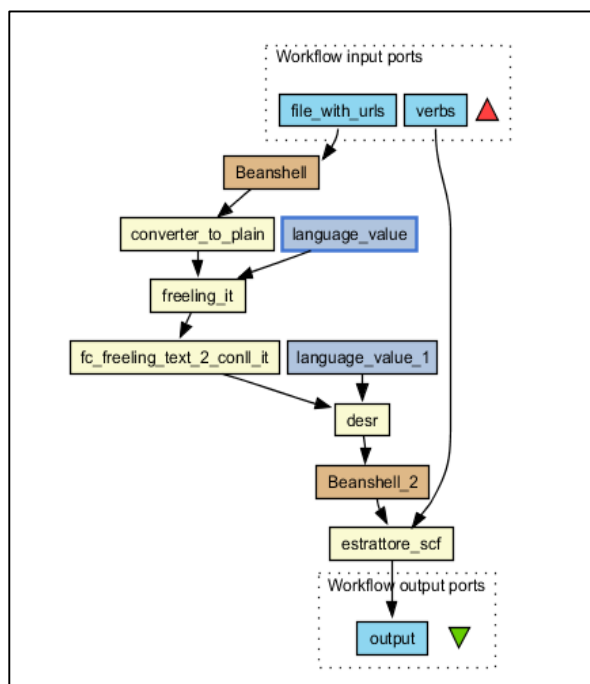 Workflow input ports
file_with_urls
verbs
Beanshell
converter_to_plain
language_value
freeling_it
fc_freeling_text_2_conll_it
language_value_1
desr
Beanshell_2
estrattore_scf
Workflow output ports
output